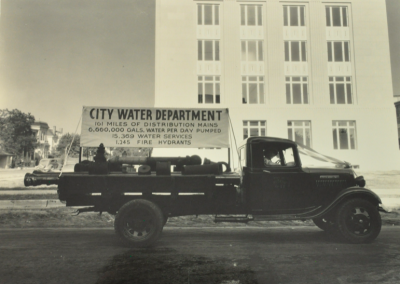 CITY WATER DEPARTMENT
101 MILES OF DISTRIBUTION MAINS
6,660,000 GALS. WATER PER DAY PUMPED
15,359 WATER SERVICES
1,245 FIRE HYDRANTS